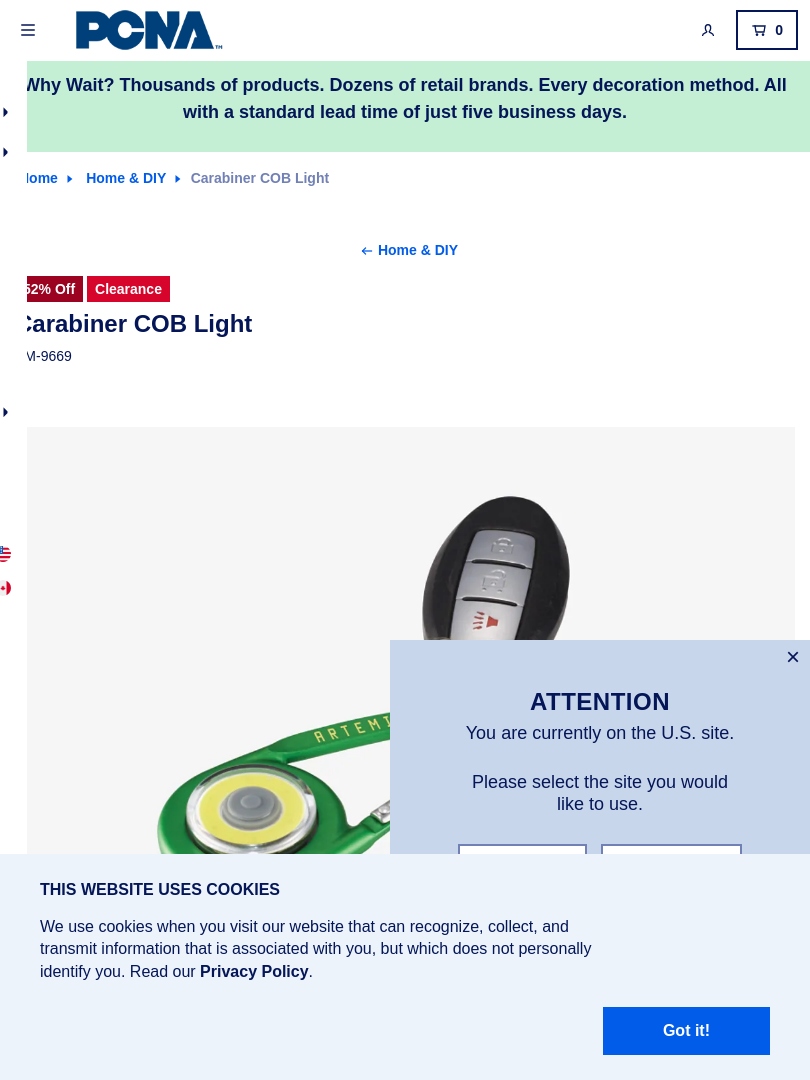 PCNA™
0
Why Wait? Thousands of products. Dozens of retail brands. Every decoration method. All
with a standard lead time of just five business days.
Home & DIY Carabiner COB Light
Home & DIY
52% Off Clearance
Carabiner COB Light
M-9669
ARTEMI
ATTENTION
You are currently on the U.S. site.
Please select the site you would
like to use.
THIS WEBSITE USES COOKIES
We use cookies when you visit our website that can recognize, collect, and
transmit information that is associated with you, but which does not personally
identify you. Read our Privacy Policy.
Got it!